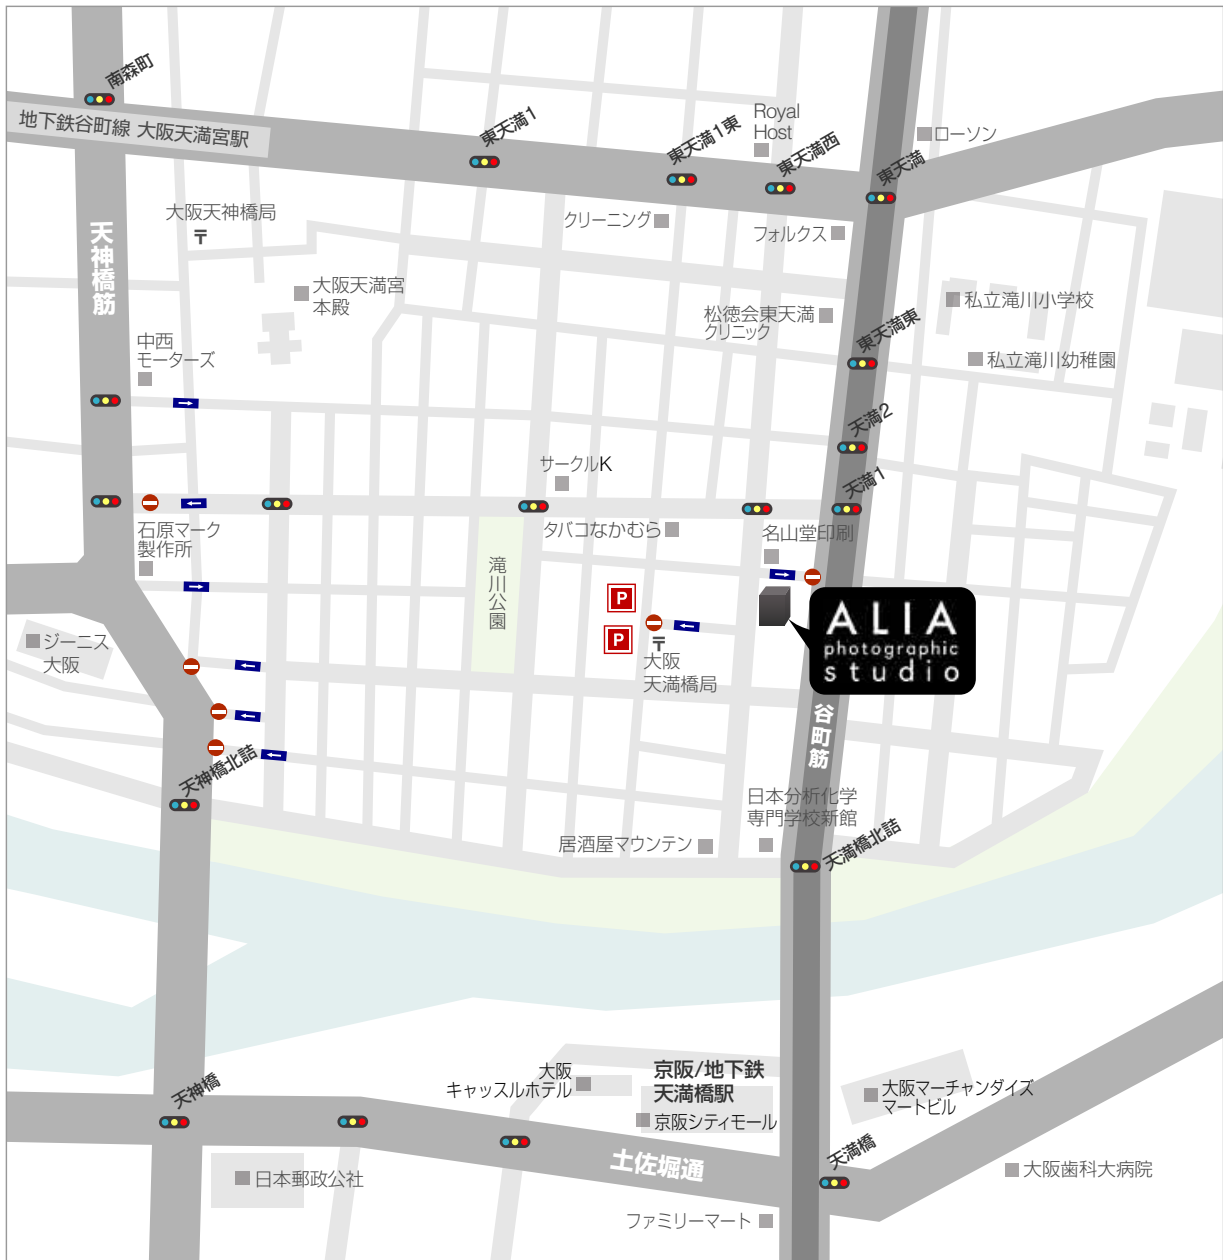 南森町
地下鉄谷町線 大阪天満宮駅
東天満1
東天満1東
Royal
Host
東天満西
東天満
ローソン
大阪天神橋局
〒
クリーニング
フォルクス
天神橋筋
大阪天満宮
本殿
松徳会東天満
クリニック
私立滝川小学校
東天満東
私立滝川幼稚園
中西
モーターズ
天満2
サークルK
天満1
石原マーク
製作所
タバコなかむら
名山堂印刷
滝川公園
P
P
〒
大阪
天満橋局
ALIA
photographic
studio
ジーニス
大阪
谷町筋
天神橋北詰
日本分析化学
専門学校新館
居酒屋マウンテン
天満橋北詰
大阪
キャッスルホテル
京阪/地下鉄
天満橋駅
京阪シティモール
大阪マーチャンダイズ
マートビル
天神橋
土佐堀通
天満橋
大阪歯科大病院
日本郵政公社
ファミリーマート